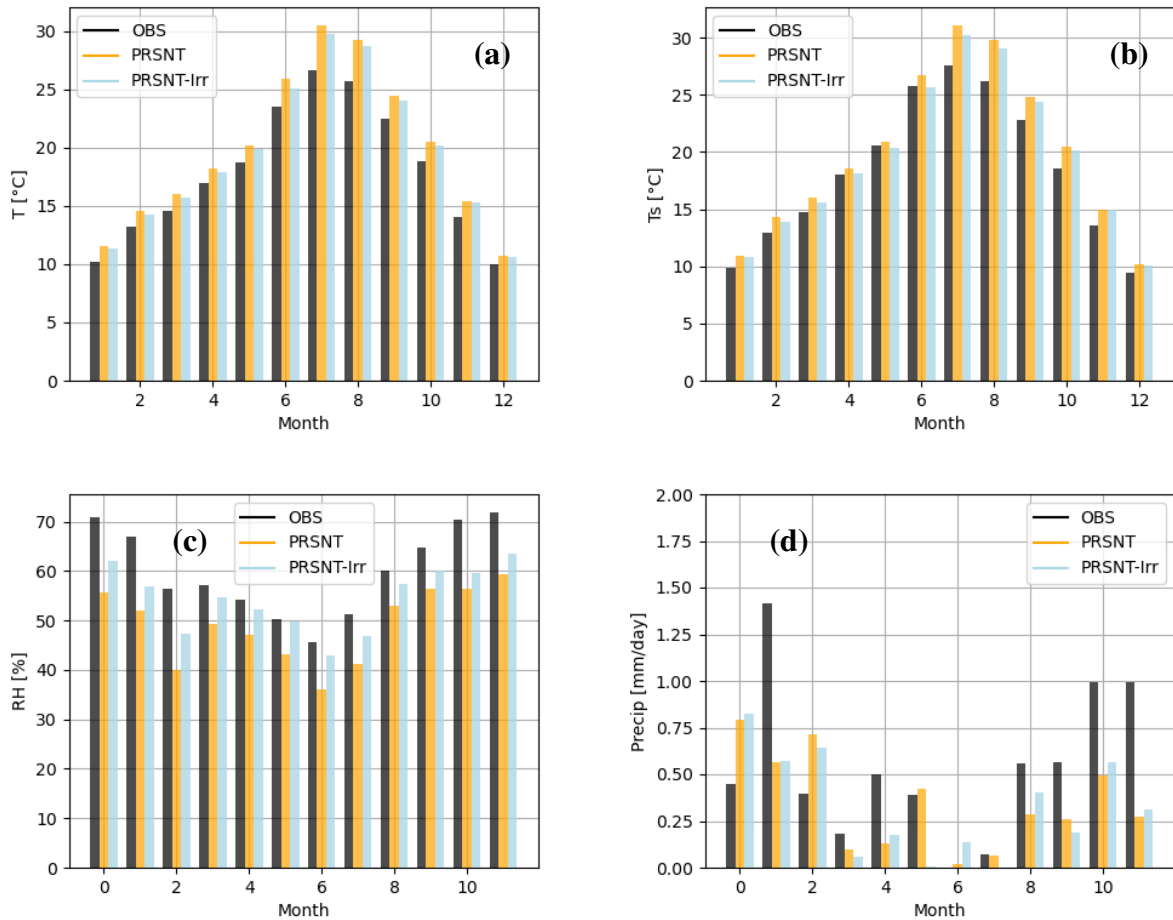 OBS
PRSNT
PRSNT-Irr
(a)
30
25
20
15
10
5
0
T [°C]
2 4 6 8 10 12
Month
OBS
PRSNT
PRSNT-Irr
(b)
30
25
20
15
10
5
0
Ts [°C]
2 4 6 8 10 12
Month
OBS
PRSNT
PRSNT-Irr
(c)
70
60
50
40
30
20
10
0
RH [%]
0 2 4 6 8 10
Month
OBS
PRSNT
PRSNT-Irr
(d)
2.00
1.75
1.50
1.25
1.00
0.75
0.50
0.25
0.00
Precip [mm/day]
0 2 4 6 8 10
Month